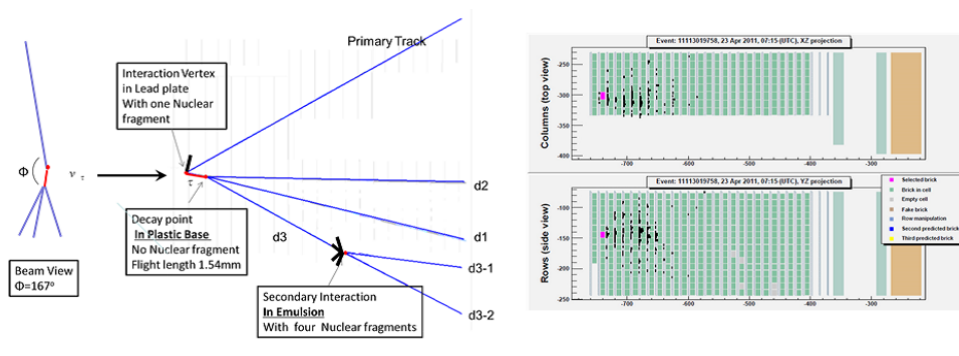 Primary Track
Interaction Vertex
in Lead plate
With one Nuclear
fragment
Φ
ν τ
τ
d2
d1
d3
d3-1
d3-2
Decay point
In Plastic Base
No Nuclear fragment
Flight length 1.54mm
Beam View
Φ=167°
Secondary Interaction
In Emulsion
With four Nuclear fragments
Event: 11113019758, 23 Apr 2011, 07:15 (UTC), XZ projection
Columns (top view)
-250
-300
-350
-400
-700
-600
-500
-400
-300
Event: 11113019758, 23 Apr 2011, 07:15 (UTC), YZ projection
Rows (side view)
-100
-150
-200
-250
-700
-600
-500
-400
-300
Selected brick
Brick in cell
Empty cell
Fake brick
Row manipulation
Second predicted brick
Third predicted brick